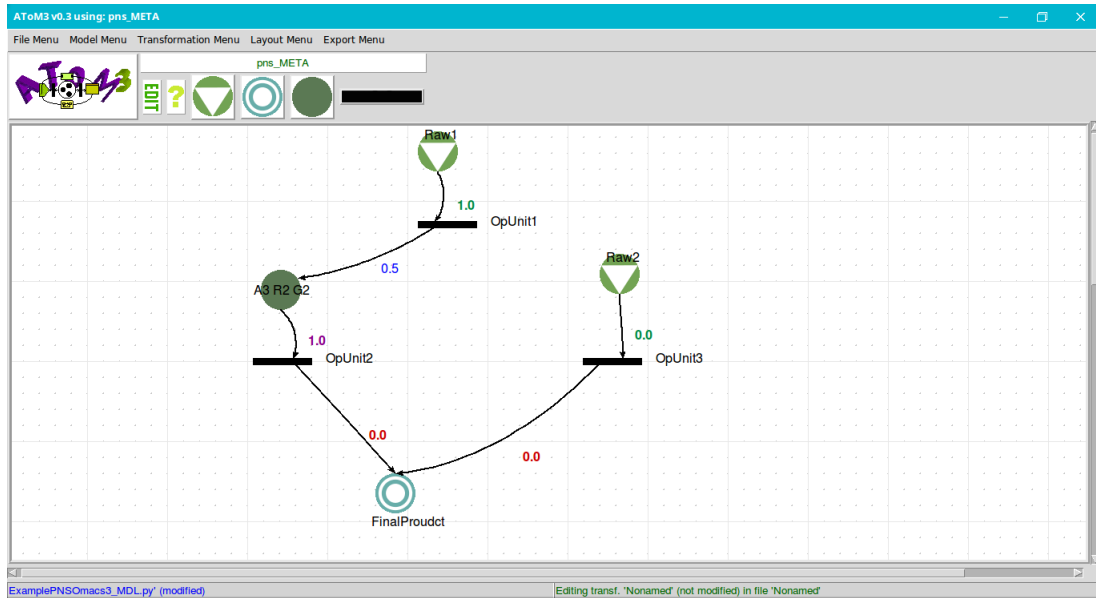 AToM3 v0.3 using: pns_META
File Menu Model Menu Transformation Menu Layout Menu Export Menu
pns_META
AToM3
EDIT ?
Raw1
1.0
OpUnit1
0.5
Raw2
A3 R2 G2
1.0
0.0
OpUnit2
OpUnit3
0.0
0.0
FinalProudct
ExamplePNSOmacs3_MDL.py' (modified)
Editing transf. 'Nonamed' (not modified) in file 'Nonamed'